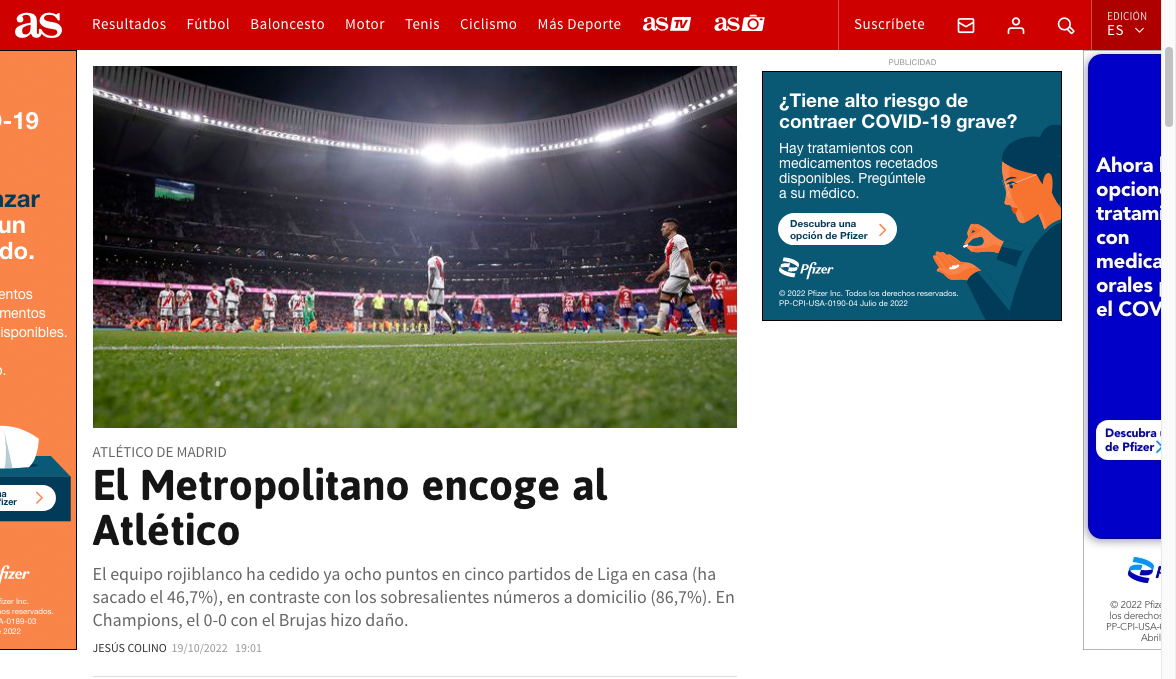 as
Resultados
Fútbol
Baloncesto
Motor
Tenis
Ciclismo
Más Deporte
as TV
as
Suscríbete
EDICIÓN
ES
D-19
zar
un
do.
entos
mentos
isponibles.
fizer
fizer
fizer Inc.
os reservados.
A-0189-03
2022
ATLÉTICO DE MADRID
El Metropolitano encoge al
Atlético
El equipo rojiblanco ha cedido ya ocho puntos en cinco partidos de Liga en casa (ha
sacado el 46,7%), en contraste con los sobresalientes números a domicilio (86,7%). En
Champions, el 0-0 con el Brujas hizo daño.
JESÚS COLINO 19/10/2022 19:01
PUBLICIDAD
¿Tiene alto riesgo de
contraer COVID-19 grave?
Hay tratamientos con
medicamentos recetados
disponibles. Pregúntele
a su médico.
Descubra una
opción de Pfizer
Pfizer
© 2022 Pfizer Inc. Todos los derechos reservados.
PP-CPI-USA-0190-04 Julio de 2022
Ahora
opcion
tratami
con
medica
orales
el COV
Descubra
de Pfizer
© 2022 Pfize
los derechos
PP-CPI-USA-
Abril